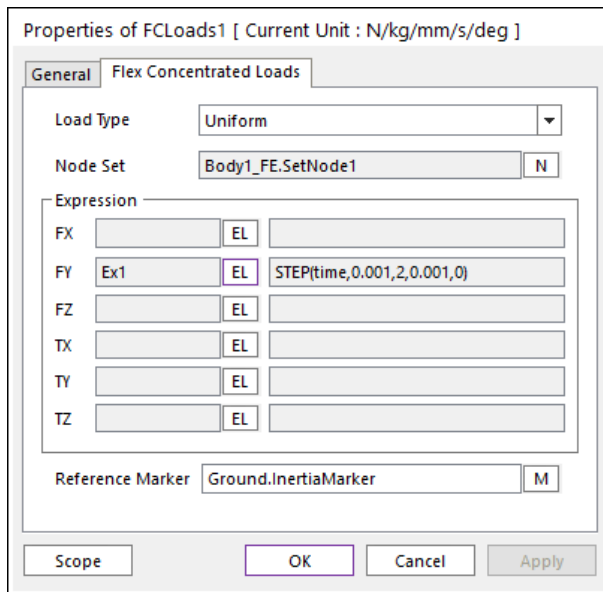 Properties of FCLoads1 [ Current Unit : N/kg/mm/s/deg ]
General Flex Concentrated Loads
Load Type Uniform
Node Set Body1_FE.SetNode1 N
Expression
FX EL
FY Ex1 EL STEP(time,0.001,2,0.001,0)
FZ EL
TX EL
TY EL
TZ EL
Reference Marker Ground.InertiaMarker M
Scope OK Cancel Apply